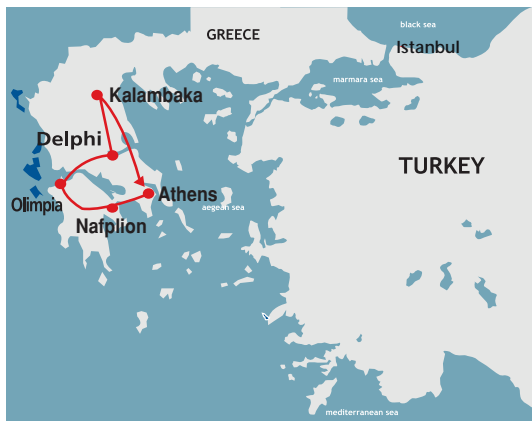 black sea
GREECE
Istanbul
marmara sea
Kalambaka
Delphi
TURKEY
Athens
Olimpia
aegean sea
Nafplion
mediterranean sea